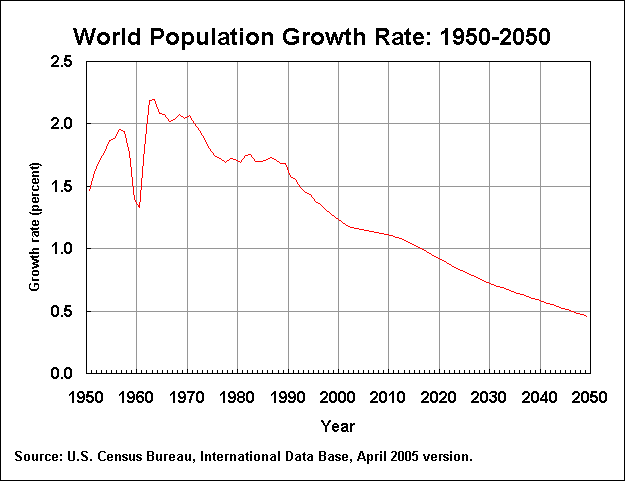 World Population Growth Rate: 1950-2050
2.5
2.0
1.5
1.0
0.5
0.0
Growth rate (percent)
1950 1960 1970 1980 1990 2000 2010 2020 2030 2040 2050
Year
Source: U.S. Census Bureau, International Data Base, April 2005 version.